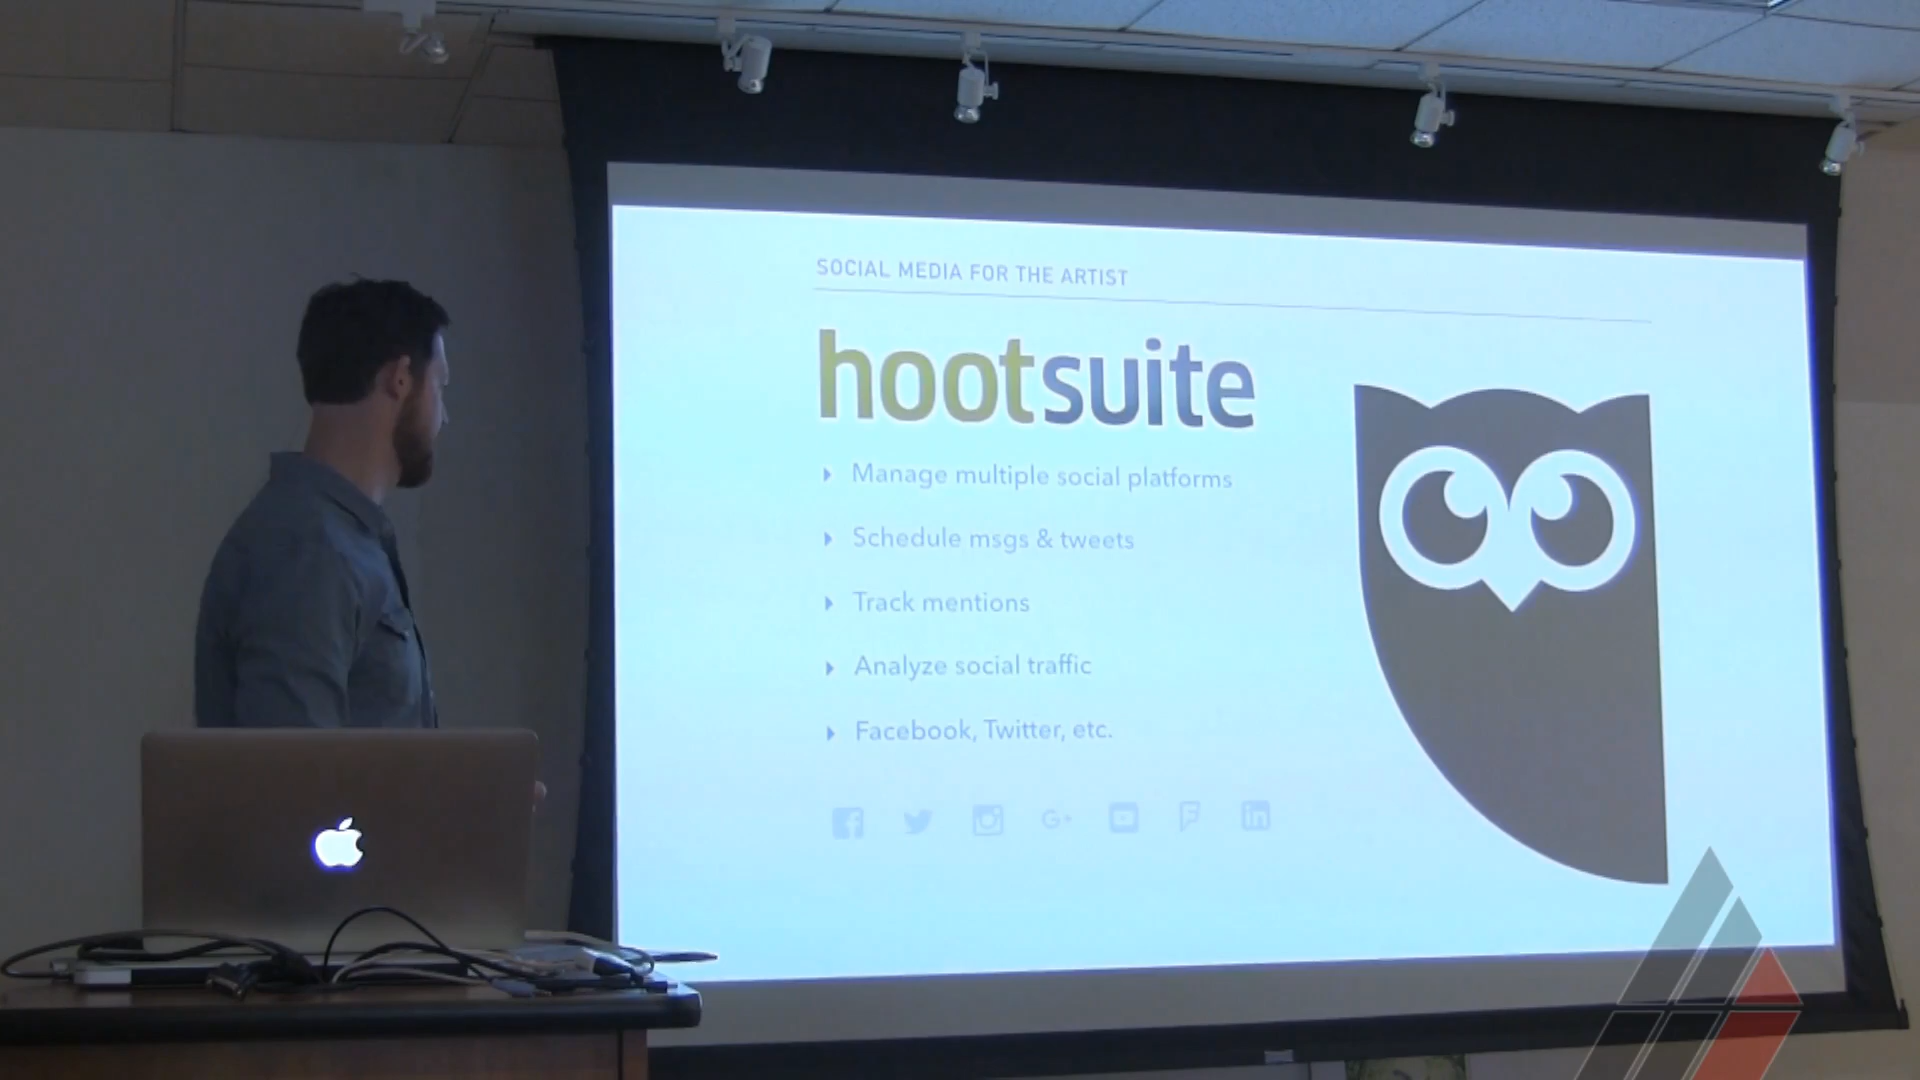 SOCIAL MEDIA FOR THE ARTIST
hootsuite
Manage multiple social platforms
Schedule msgs & tweets
Track mentions
Analyze social traffic
Facebook, Twitter, etc.